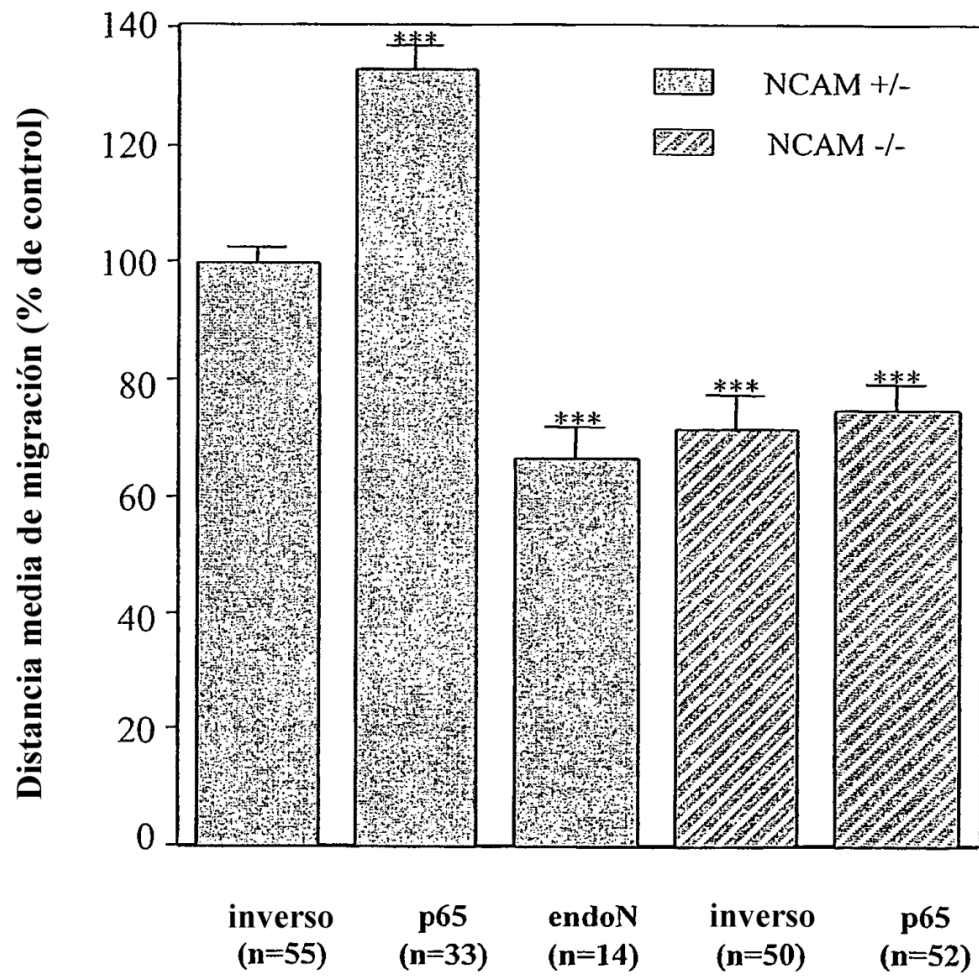 Distancia media de migración (% de control)
140
120
100
80
60
40
20
0
***
***
***
***
NCAM +/-
NCAM -/-
inverso
(n=55)
p65
(n=33)
endoN
(n=14)
inverso
(n=50)
p65
(n=52)